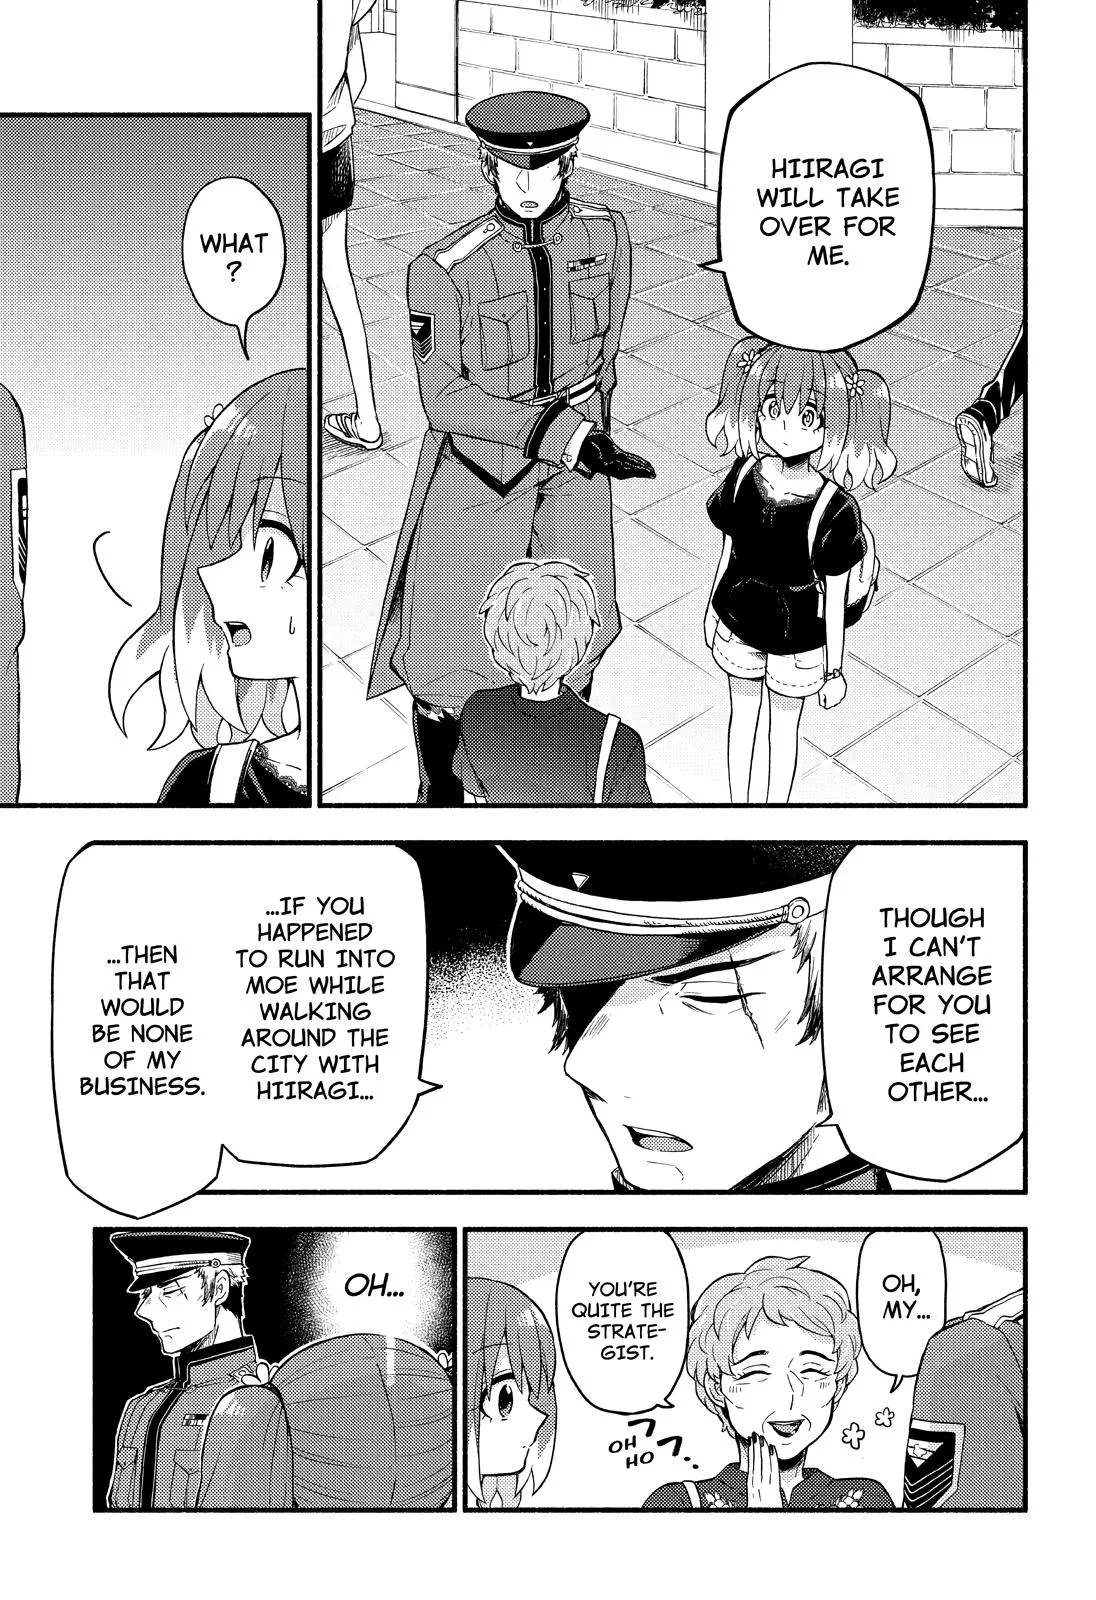 HIIRAGI
WILL TAKE
OVER FOR
ME.
WHAT
?
THOUGH
I CAN'T
ARRANGE
FOR YOU
TO SEE
EACH
OTHER...
...IF YOU
HAPPENED
TO RUN INTO
MOE WHILE
WALKING
AROUND THE
CITY WITH
HIIRAGI...
...THEN
THAT
WOULD
BE NONE
OF MY
BUSINESS.
OH,
MY...
YOU'RE
QUITE THE
STRATE-
GIST.
OH
HO
OH...